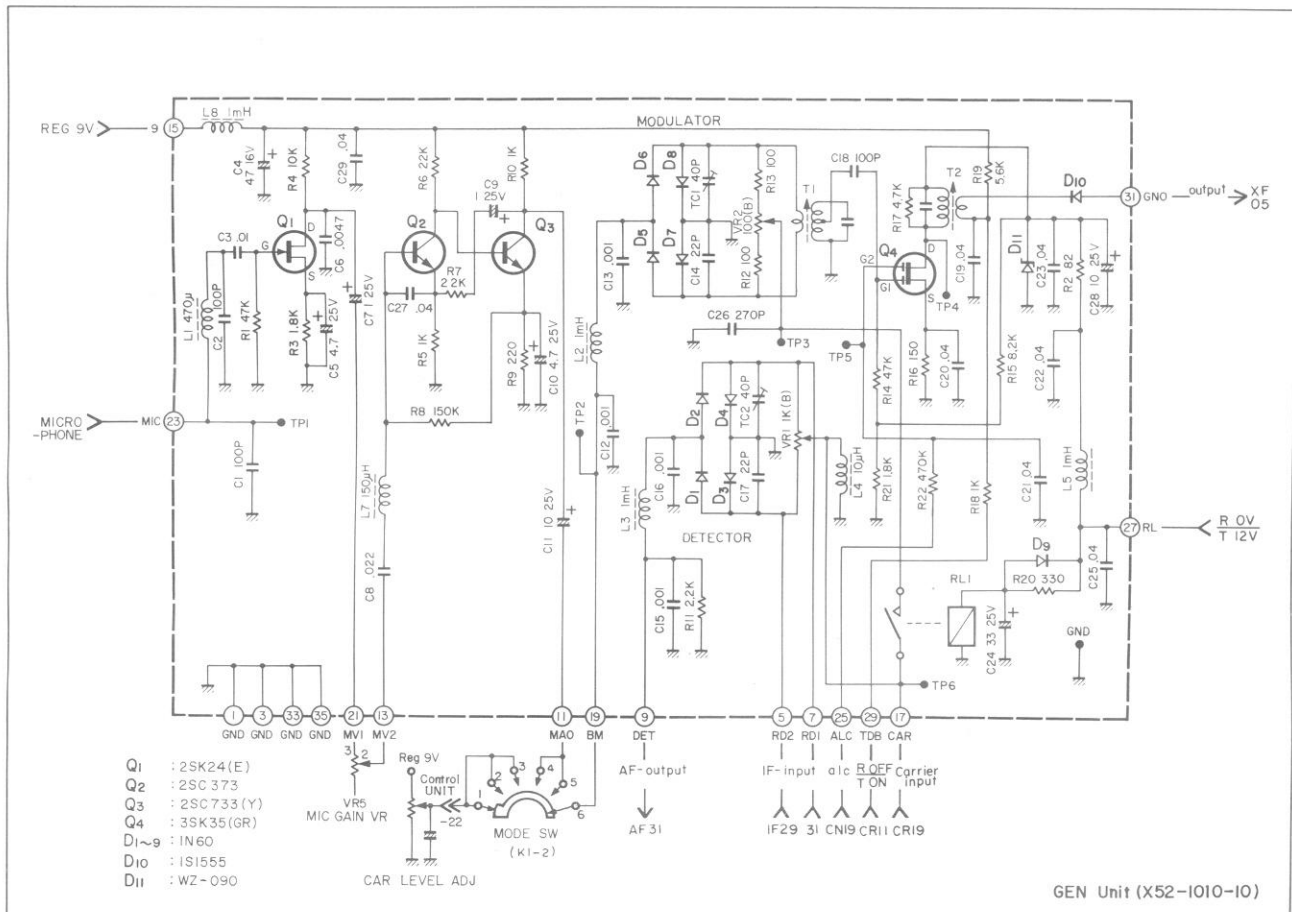 MODULATOR
REG 9V
9
15
L8 1mH
C4 47 16V
R4 10K
C29 .04
R6 22K
R10 1K
C9 1 25V
D6
D8
TC1 40P
R13 100
VR2 100(B)
R12 100
T1
C18 100P
R17 4.7K
T2
R19 5.6K
D10
31
GNO
output
XF 05
Q1
D
G
S
C3 .01
C6 .0047
Q2
Q3
D5
D7
C13 .001
C14 22P
Q4
G2
G1
D
S
TP4
C19 .04
D11
C23 .04
R2 82
C28 10 25V
L1 470μ
C2 100P
R1 47K
R3 1.8K
C5 4.7 25V
C7 1 25V
C27 .04
R7 2.2K
R5 1K
R9 220
C10 4.7 25V
L2 1mH
C26 270P
TP3
TP5
R14 47K
R16 150
C20 .04
R15 8.2K
C22 .04
MICRO
-PHONE
MIC
23
TP1
C1 100P
R8 150K
TP2
C12 .001
D2
D4
TC2 40P
VR1 1K(B)
L4 10μH
R21 1.8K
R22 470K
R18 1K
C21 .04
L5 1mH
L7 150μH
C8 .022
C11 10 25V
C16 .001
L3 1mH
D1
D3
C17 22P
DETECTOR
27
RL
R 0V
T 12V
D9
R20 330
C25 .04
RL1
C24 33 25V
GND
C15 .001
R11 2.2K
TP6
1
3
33
35
21
13
11
19
9
5
7
25
29
17
GND
GND
GND
GND
MV1
MV2
MAO
BM
DET
RD2
RD1
ALC
TDB
CAR
3
2
VR5
MIC GAIN VR
Reg 9V
Control
UNIT
-22
1
2
3
4
5
6
MODE SW
(K1-2)
CAR LEVEL ADJ
AF-output
AF31
IF-input
alc
R OFF
T ON
Carrier
input
IF29
31
CN19
CR11
CR19
Q1 : 2SK24(E)
Q2 : 2SC373
Q3 : 2SC733(Y)
Q4 : 3SK35(GR)
D1~9 : IN60
D10 : ISI555
D11 : WZ-090
GEN Unit (X52-1010-10)